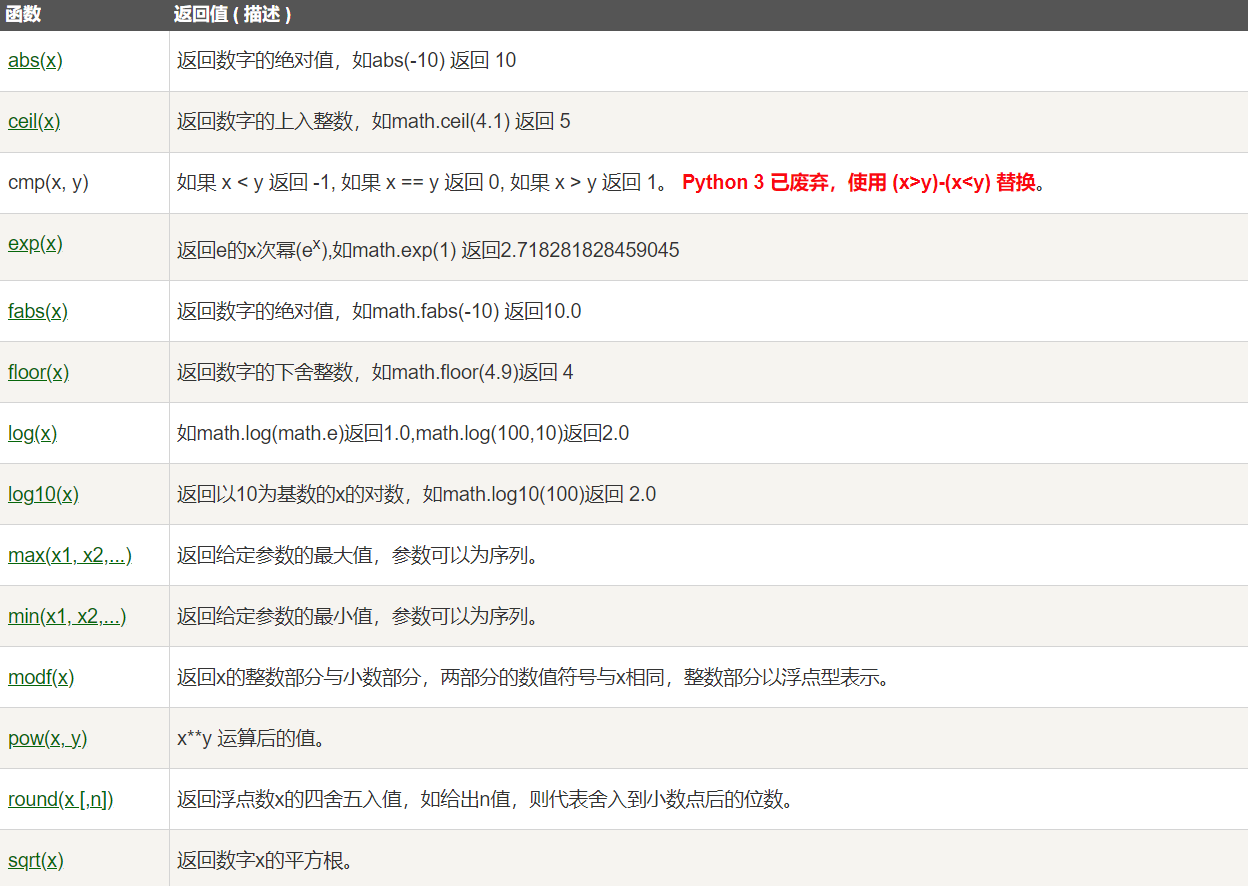 函数 返回值 ( 描述 )
abs(x) 返回数字的绝对值，如abs(-10) 返回 10
ceil(x) 返回数字的上入整数，如math.ceil(4.1) 返回 5
cmp(x, y) 如果 x < y 返回 -1, 如果 x == y 返回 0, 如果 x > y 返回 1。 Python 3 已废弃，使用 (x>y)-(x<y) 替换。
exp(x) 返回e的x次幂(eˣ),如math.exp(1) 返回2.718281828459045
fabs(x) 返回数字的绝对值，如math.fabs(-10) 返回10.0
floor(x) 返回数字的下舍整数，如math.floor(4.9)返回 4
log(x) 如math.log(math.e)返回1.0,math.log(100,10)返回2.0
log10(x) 返回以10为基数的x的对数，如math.log10(100)返回 2.0
max(x1, x2,...) 返回给定参数的最大值，参数可以为序列。
min(x1, x2,...) 返回给定参数的最小值，参数可以为序列。
modf(x) 返回x的整数部分与小数部分，两部分的数值符号与x相同，整数部分以浮点型表示。
pow(x, y) x**y 运算后的值。
round(x [,n]) 返回浮点数x的四舍五入值，如给出n值，则代表舍入到小数点后的位数。
sqrt(x) 返回数字x的平方根。